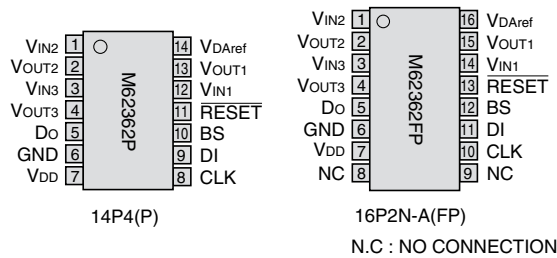 VIN2 1 14 VDAref
VOUT2 2 13 VOUT1
VIN3 3 12 VIN1
VOUT3 4 11 RESET
DO 5 10 BS
GND 6 9 DI
VDD 7 8 CLK
M62362P
14P4(P)
VIN2 1 16 VDAref
VOUT2 2 15 VOUT1
VIN3 3 14 VIN1
VOUT3 4 13 RESET
DO 5 12 BS
GND 6 11 DI
VDD 7 10 CLK
NC 8 9 NC
M62362FP
16P2N-A(FP)
N.C : NO CONNECTION